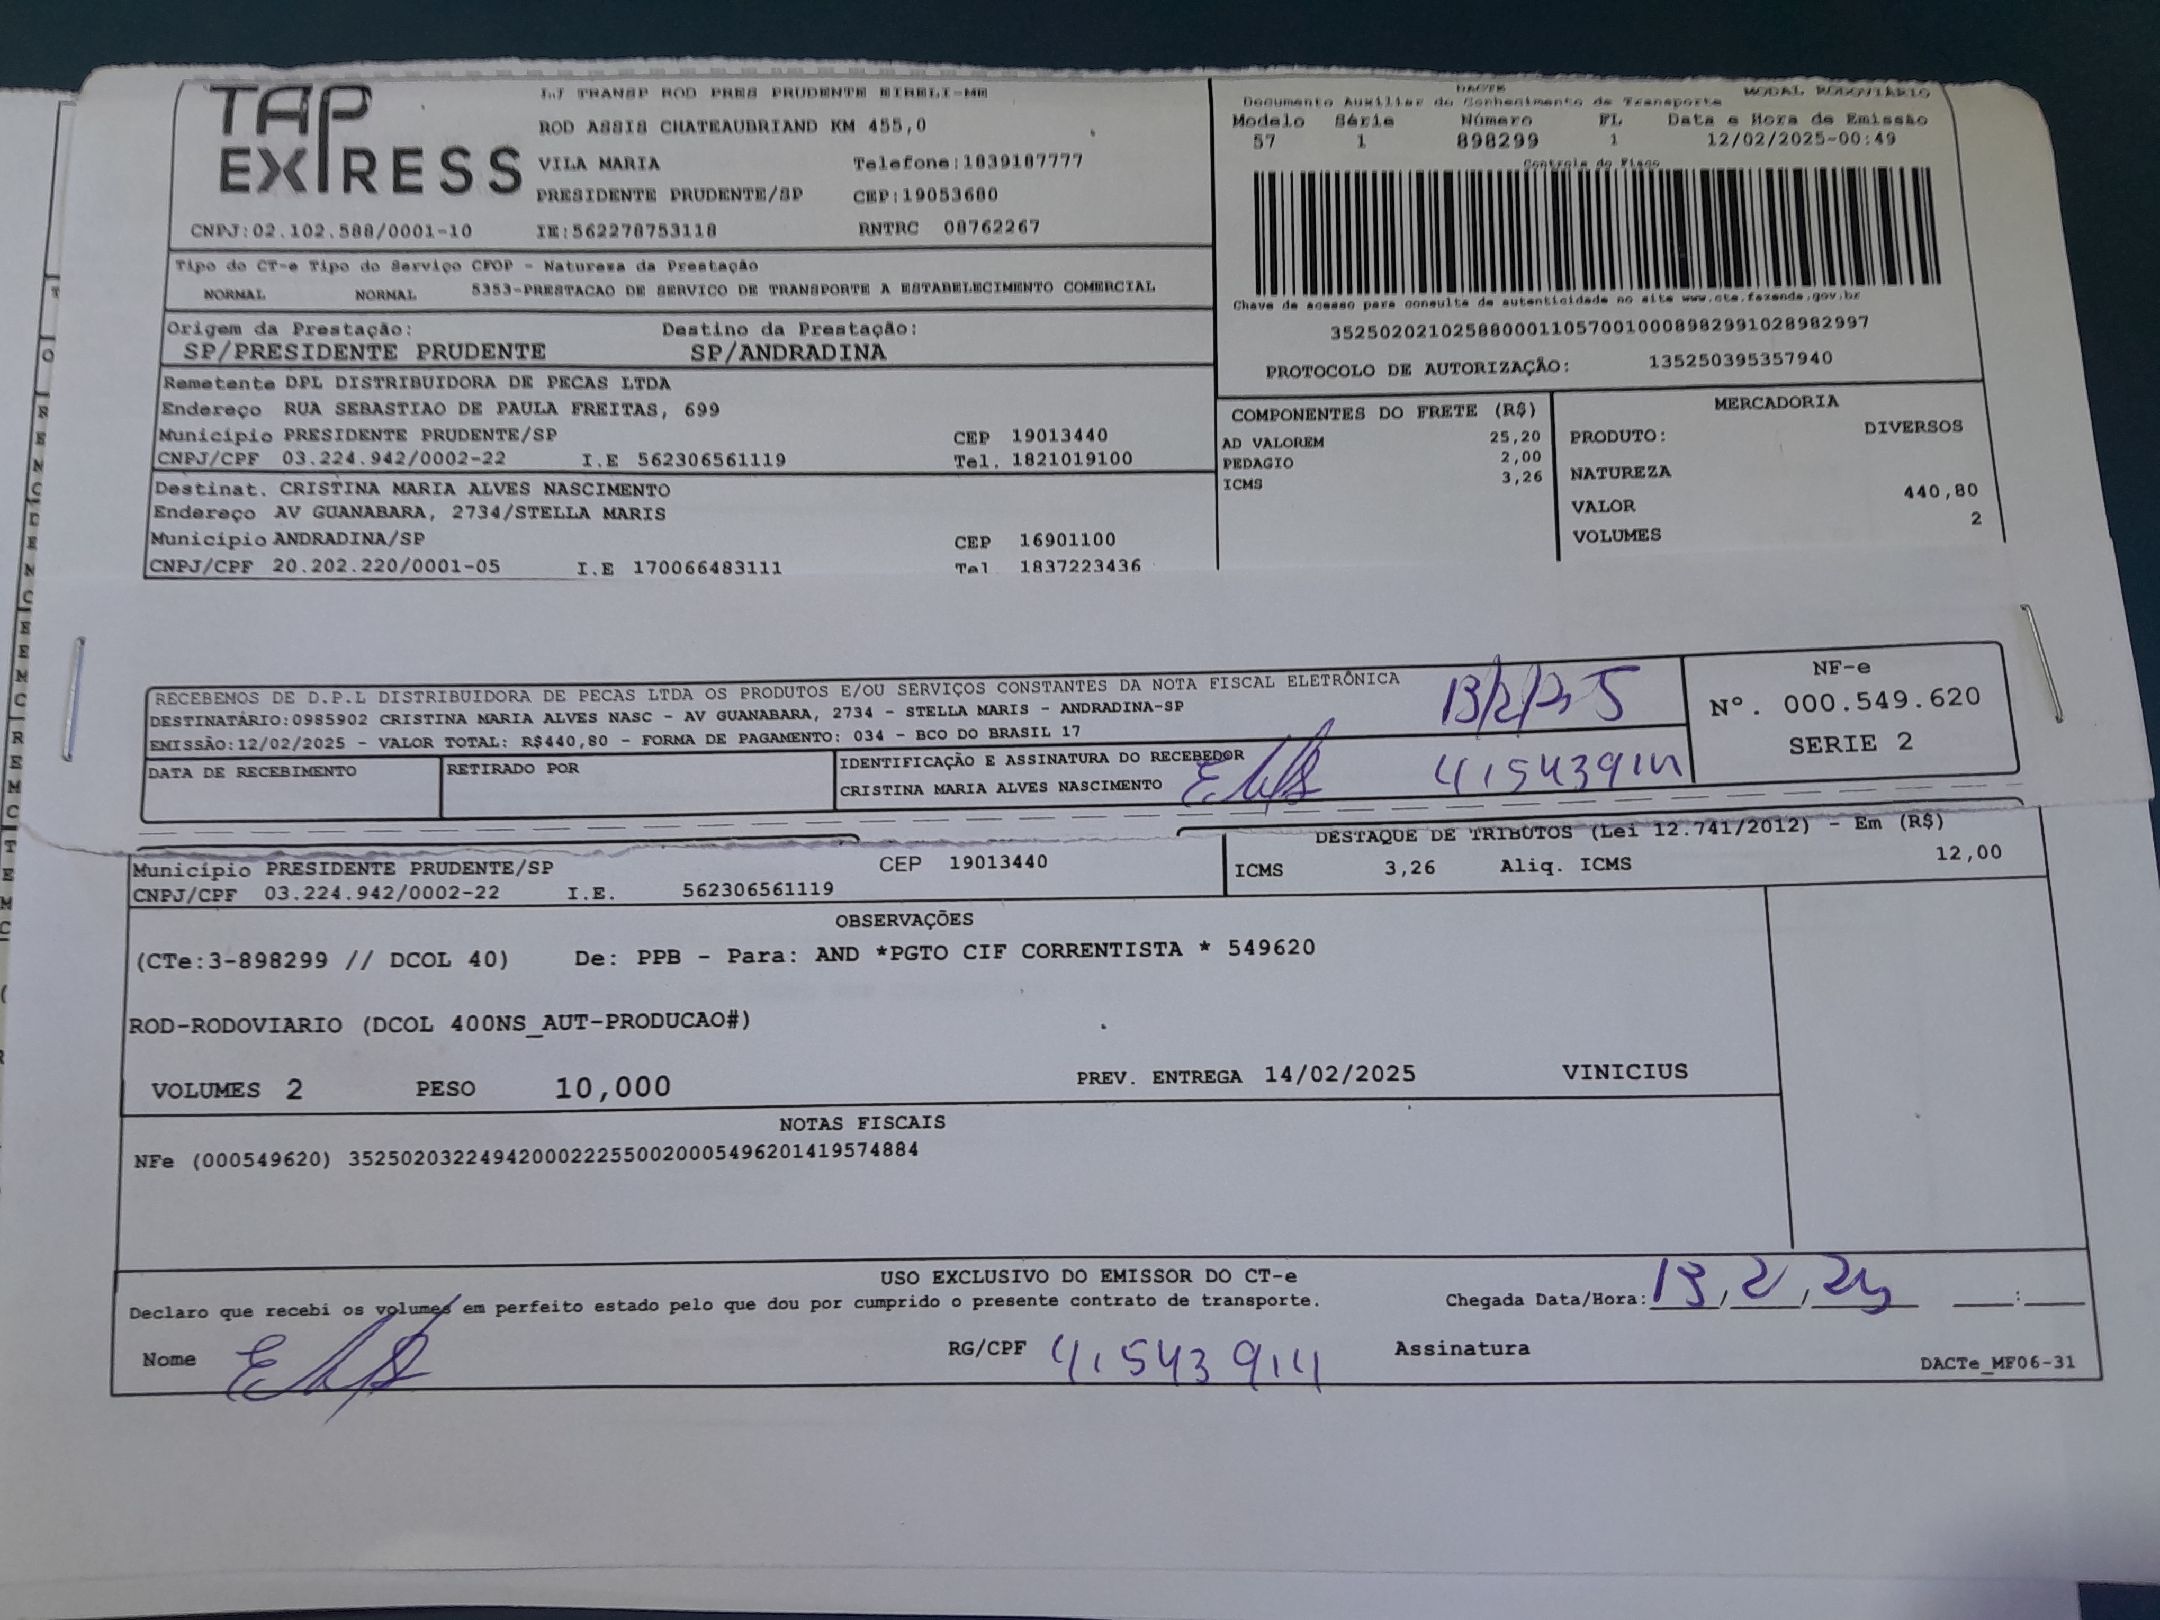 TAP
EXPRESS
LJ TRANSP ROD PRES PRUDENTE EIRELI-ME
ROD ASSIS CHATEAUBRIAND KM 455,0
VILA MARIA Telefone:1839187777
PRESIDENTE PRUDENTE/SP CEP:19053680
CNPJ:02.102.588/0001-10 IE:562278753118 RNTRC 08762267
DACTE MODAL RODOVIÁRIO
Documento Auxiliar do Conhecimento de Transporte
Modelo Série Número FL Data e Hora de Emissão
57 1 898299 1 12/02/2025-00:49
Controle do Fisco
Chave de acesso para consulta de autenticidade no site www.cte.fazenda.gov.br
35250202102588000110570010008982991028982997
PROTOCOLO DE AUTORIZAÇÃO: 135250395357940
Tipo do CT-e Tipo do Serviço CFOP - Natureza da Prestação
NORMAL NORMAL 5353-PRESTACAO DE SERVICO DE TRANSPORTE A ESTABELECIMENTO COMERCIAL
Origem da Prestação: Destino da Prestação:
SP/PRESIDENTE PRUDENTE SP/ANDRADINA
Remetente DPL DISTRIBUIDORA DE PECAS LTDA
Endereço RUA SEBASTIAO DE PAULA FREITAS, 699
Município PRESIDENTE PRUDENTE/SP CEP 19013440
CNPJ/CPF 03.224.942/0002-22 I.E 562306561119 Tel. 1821019100
Destinat. CRISTINA MARIA ALVES NASCIMENTO
Endereço AV GUANABARA, 2734/STELLA MARIS
Município ANDRADINA/SP CEP 16901100
CNPJ/CPF 20.202.220/0001-05 I.E 170066483111 Tel 1837223436
COMPONENTES DO FRETE (R$)
AD VALOREM 25,20
PEDAGIO 2,00
ICMS 3,26
MERCADORIA
PRODUTO: DIVERSOS
NATUREZA
VALOR 440,80
VOLUMES 2
RECEBEMOS DE D.P.L DISTRIBUIDORA DE PECAS LTDA OS PRODUTOS E/OU SERVIÇOS CONSTANTES DA NOTA FISCAL ELETRÔNICA
DESTINATÁRIO:0985902 CRISTINA MARIA ALVES NASC - AV GUANABARA, 2734 - STELLA MARIS - ANDRADINA-SP
EMISSÃO:12/02/2025 - VALOR TOTAL: R$440,80 - FORMA DE PAGAMENTO: 034 - BCO DO BRASIL 17
13/2/25
DATA DE RECEBIMENTO RETIRADO POR IDENTIFICAÇÃO E ASSINATURA DO RECEBEDOR
CRISTINA MARIA ALVES NASCIMENTO 41543914
NF-e
Nº. 000.549.620
SERIE 2
Município PRESIDENTE PRUDENTE/SP CEP 19013440
CNPJ/CPF 03.224.942/0002-22 I.E. 562306561119
DESTAQUE DE TRIBUTOS (Lei 12.741/2012) - Em (R$)
ICMS 3,26 Aliq. ICMS 12,00
OBSERVAÇÕES
(CTe:3-898299 // DCOL 40) De: PPB - Para: AND *PGTO CIF CORRENTISTA * 549620
ROD-RODOVIARIO (DCOL 400NS_AUT-PRODUCAO#)
VOLUMES 2 PESO 10,000 PREV. ENTREGA 14/02/2025 VINICIUS
NOTAS FISCAIS
NFe (000549620) 35250203224942000222550020005496201419574884
USO EXCLUSIVO DO EMISSOR DO CT-e
Declaro que recebi os volumes em perfeito estado pelo que dou por cumprido o presente contrato de transporte. Chegada Data/Hora: 13/2/25 __:__
Nome RG/CPF 41543914 Assinatura
DACTe_MF06-31